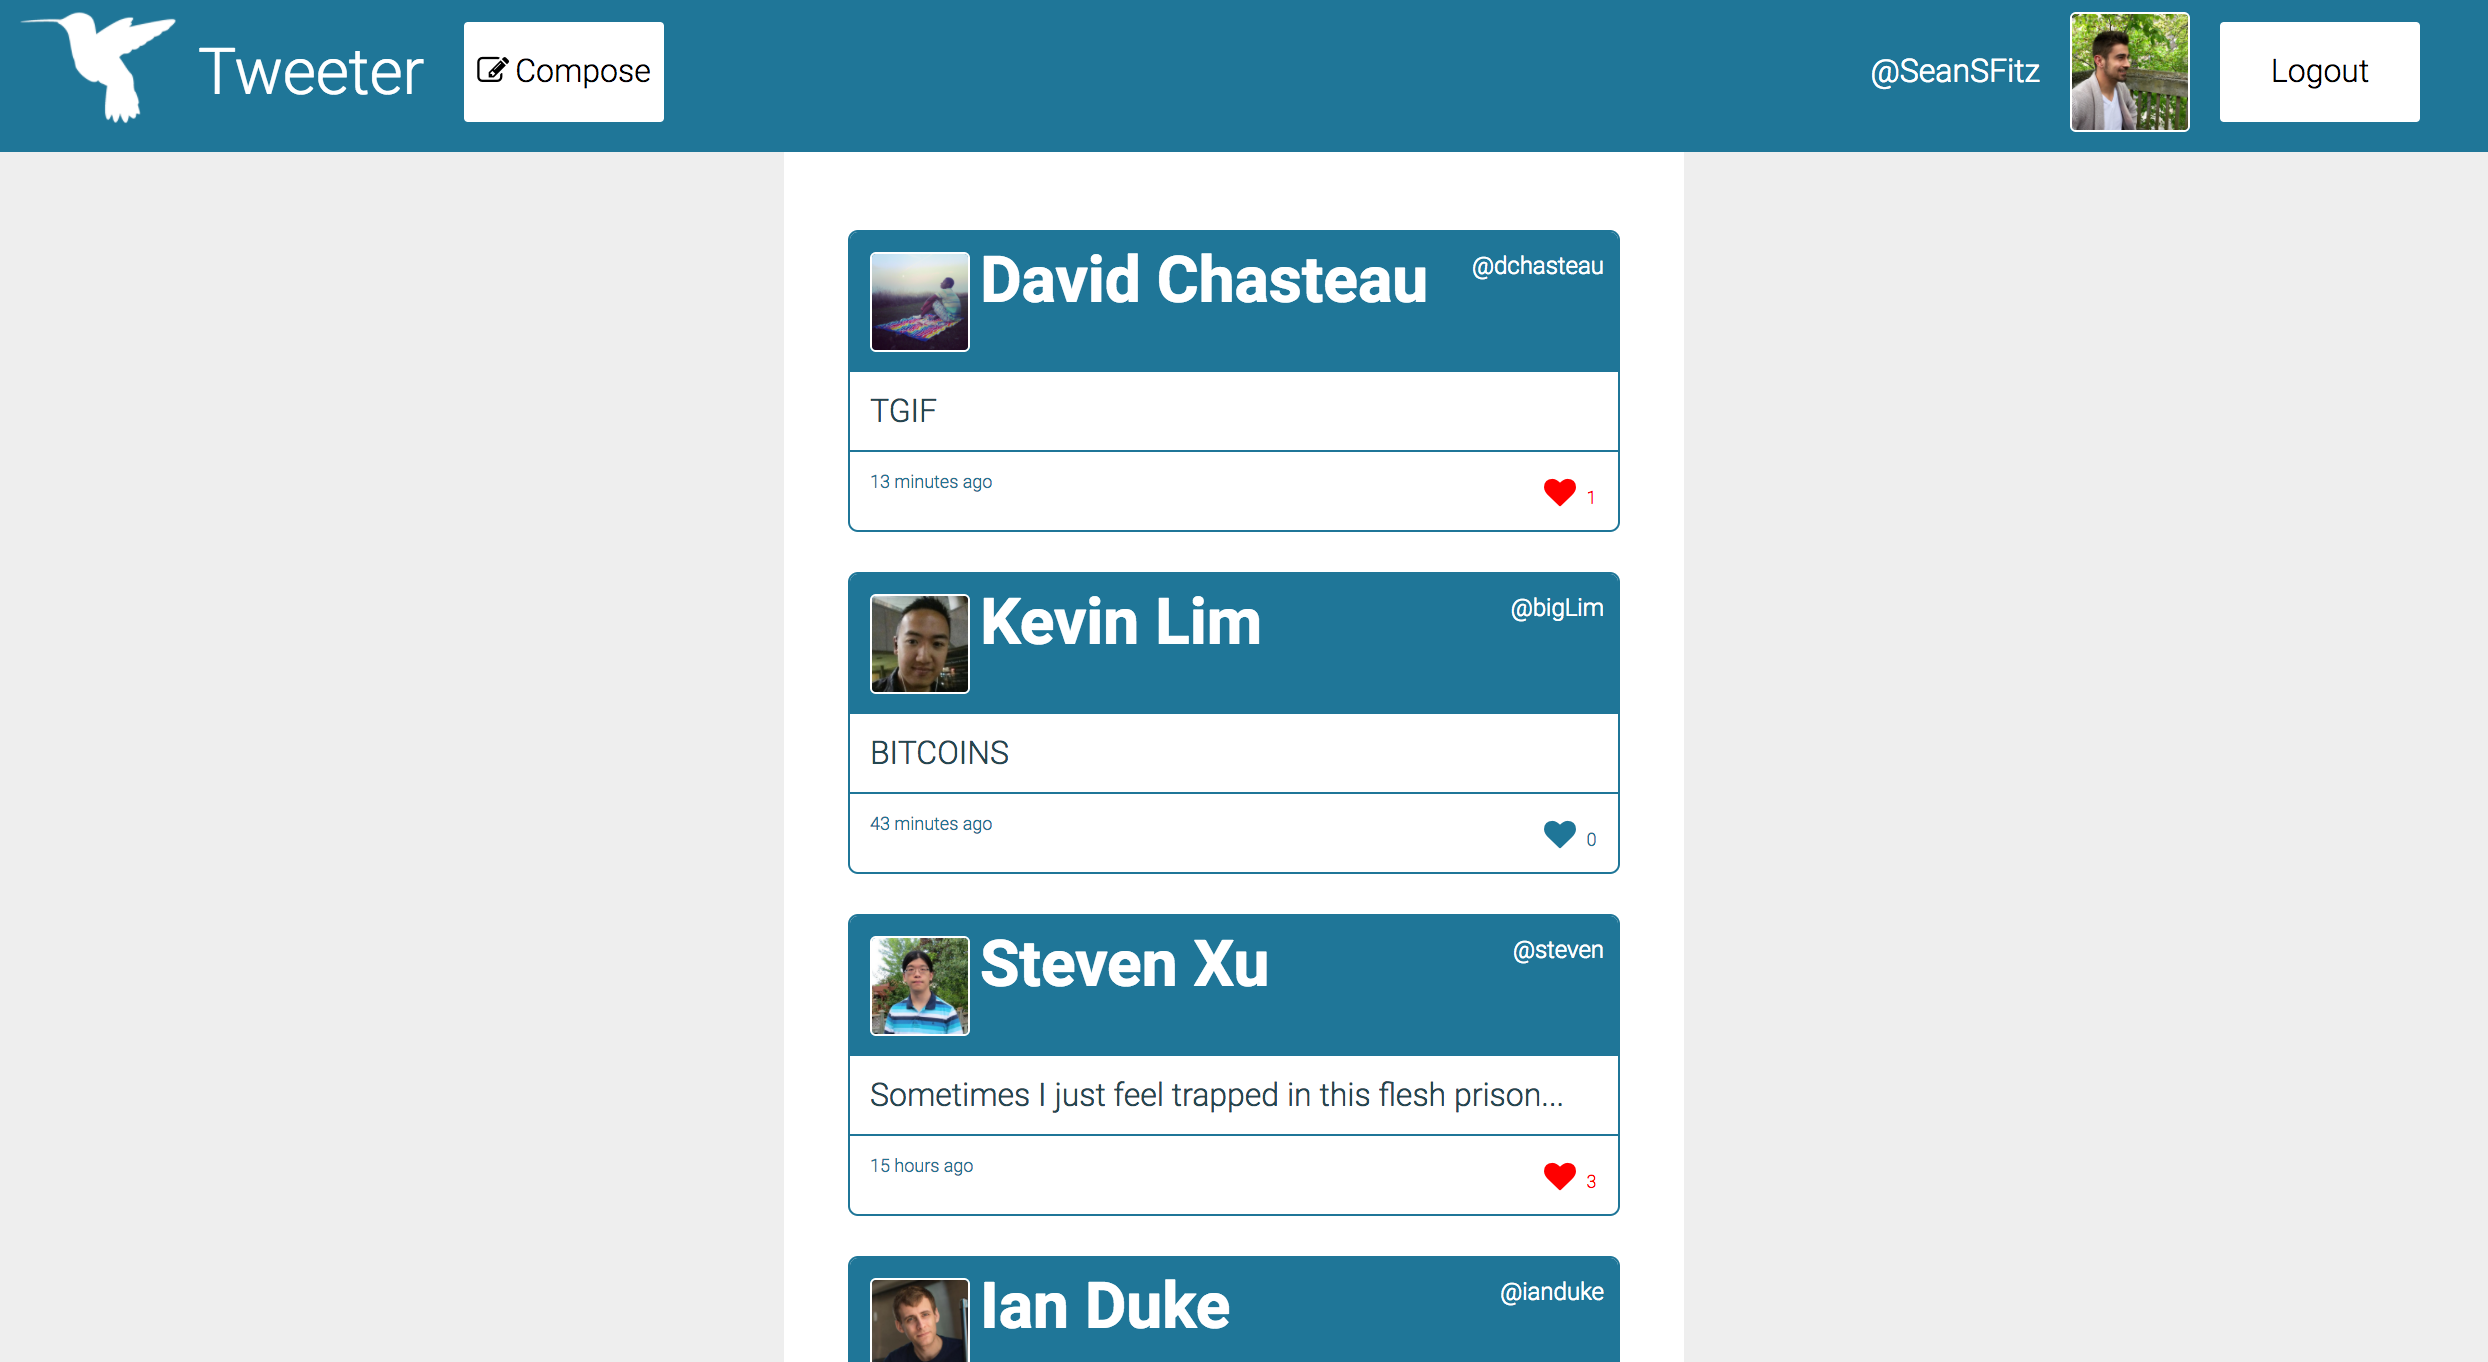 Tweeter
Compose
@SeanSFitz
Logout
David Chasteau
@dchasteau
TGIF
13 minutes ago
1
Kevin Lim
@bigLim
BITCOINS
43 minutes ago
0
Steven Xu
@steven
Sometimes I just feel trapped in this flesh prison...
15 hours ago
3
Ian Duke
@ianduke